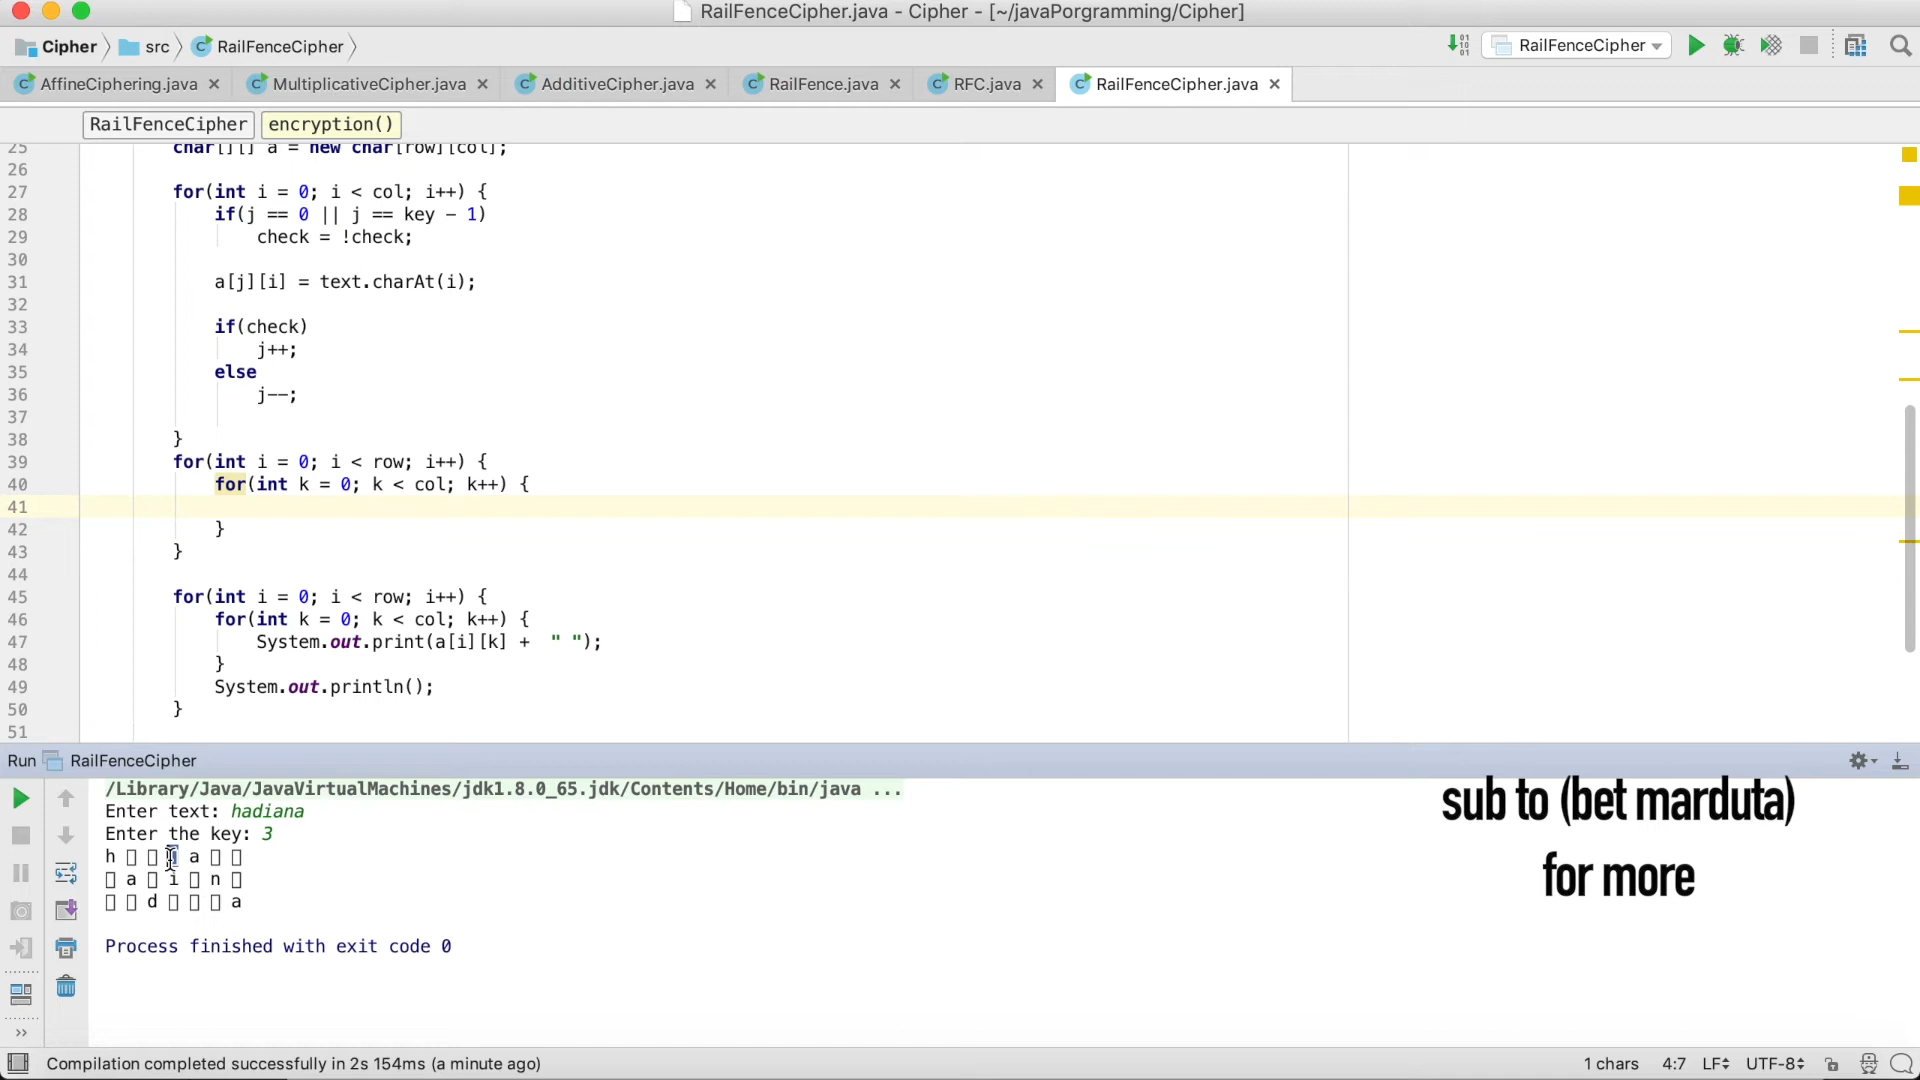 RailFenceCipher.java - Cipher - [~/javaPorgramming/Cipher]
Cipher src RailFenceCipher RailFenceCipher
AffineCiphering.java MultiplicativeCipher.java AdditiveCipher.java RailFence.java RFC.java RailFenceCipher.java
RailFenceCipher encryption()
25 char[][] a = new char[row][col];
26
27 for(int i = 0; i < col; i++) {
28 if(j == 0 || j == key - 1)
29 check = !check;
30
31 a[j][i] = text.charAt(i);
32
33 if(check)
34 j++;
35 else
36 j--;
37
38 }
39 for(int i = 0; i < row; i++) {
40 for(int k = 0; k < col; k++) {
41
42 }
43 }
44
45 for(int i = 0; i < row; i++) {
46 for(int k = 0; k < col; k++) {
47 System.out.print(a[i][k] + " ");
48 }
49 System.out.println();
50 }
51
Run RailFenceCipher
/Library/Java/JavaVirtualMachines/jdk1.8.0_65.jdk/Contents/Home/bin/java ...
Enter text: hadiana
Enter the key: 3
h a
a i n
d a
Process finished with exit code 0
sub to (bet marduta)
for more
Compilation completed successfully in 2s 154ms (a minute ago) 1 chars 4:7 LF UTF-8